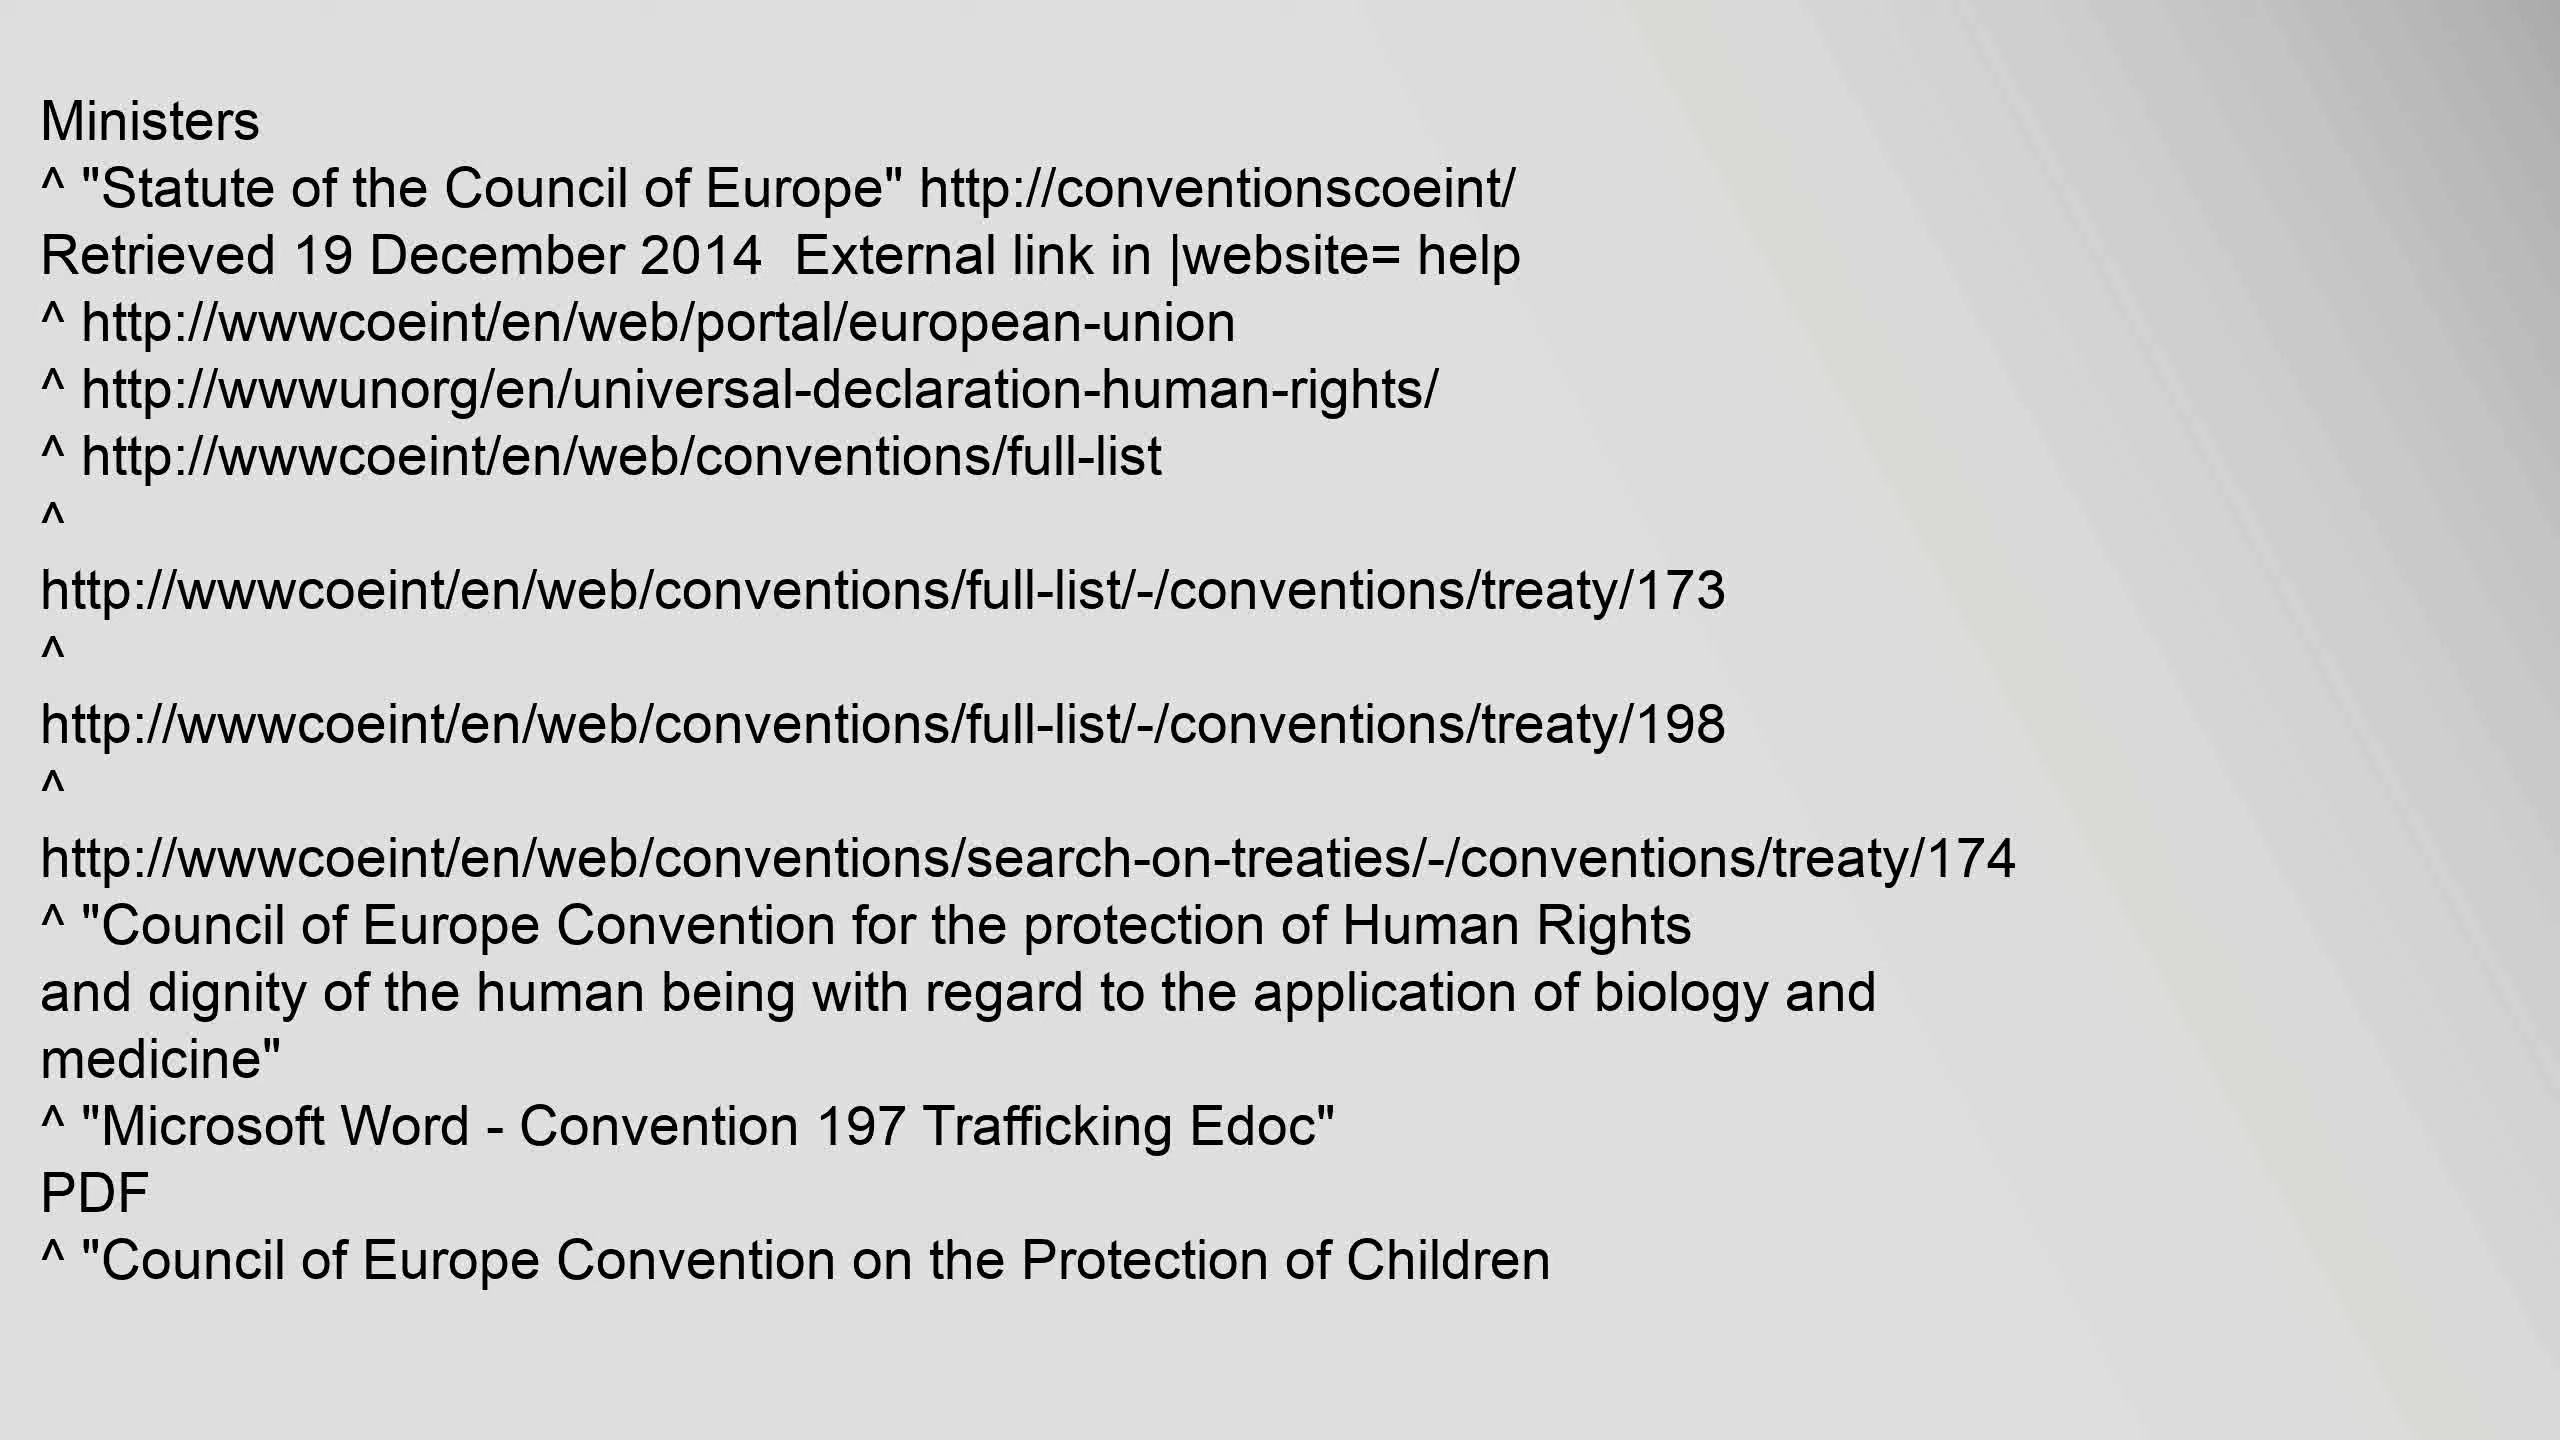 Ministers
^ "Statute of the Council of Europe" http://conventionscoeint/
Retrieved 19 December 2014  External link in |website= help
^ http://wwwcoeint/en/web/portal/european-union
^ http://wwwunorg/en/universal-declaration-human-rights/
^ http://wwwcoeint/en/web/conventions/full-list
^
http://wwwcoeint/en/web/conventions/full-list/-/conventions/treaty/173
^
http://wwwcoeint/en/web/conventions/full-list/-/conventions/treaty/198
^
http://wwwcoeint/en/web/conventions/search-on-treaties/-/conventions/treaty/174
^ "Council of Europe Convention for the protection of Human Rights
and dignity of the human being with regard to the application of biology and
medicine"
^ "Microsoft Word - Convention 197 Trafficking Edoc"
PDF
^ "Council of Europe Convention on the Protection of Children